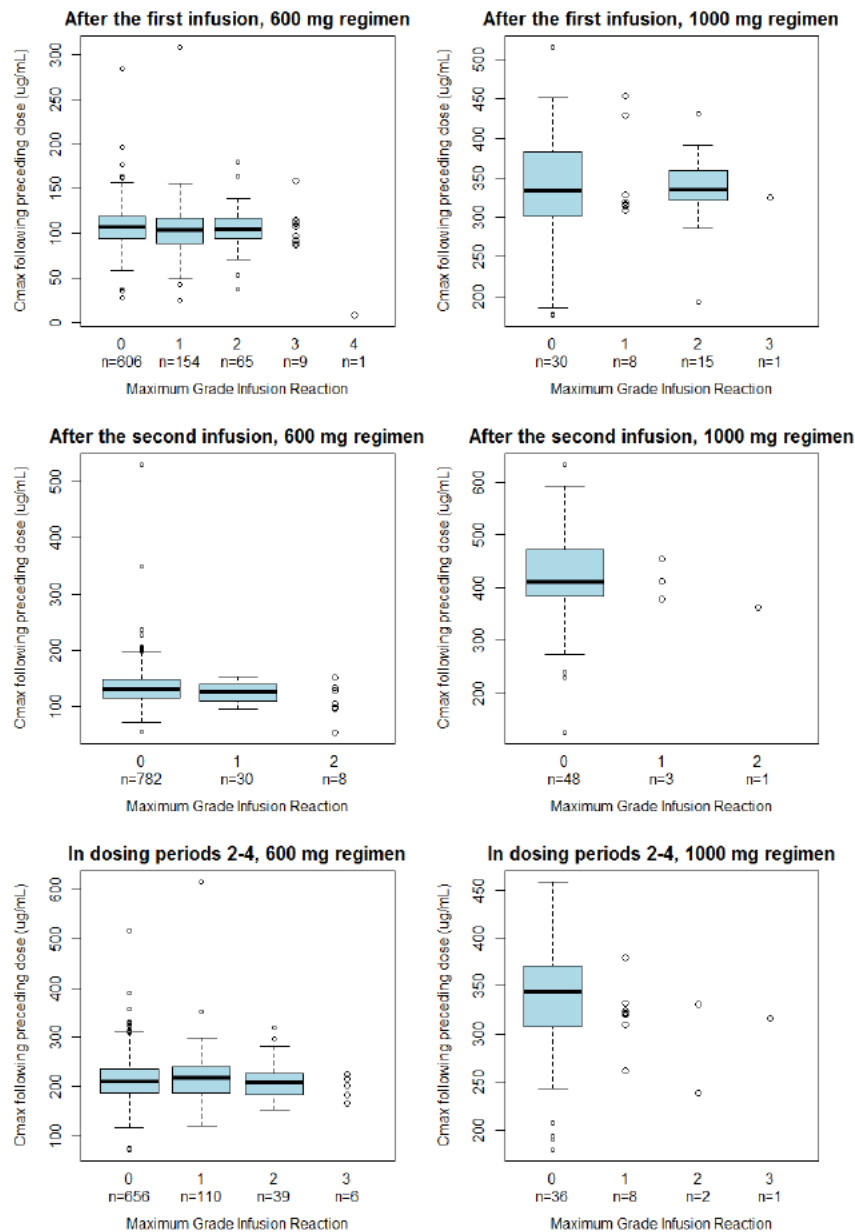 After the first infusion, 600 mg regimen
Cmax following preceding dose (ug/mL)
300
250
200
150
100
50
0
0 1 2 3 4
n=606 n=154 n=65 n=9 n=1
Maximum Grade Infusion Reaction
After the first infusion, 1000 mg regimen
Cmax following preceding dose (ug/mL)
500
450
400
350
300
250
200
0 1 2 3
n=30 n=8 n=15 n=1
Maximum Grade Infusion Reaction
After the second infusion, 600 mg regimen
Cmax following preceding dose (ug/mL)
500
400
300
200
100
0 1 2
n=782 n=30 n=8
Maximum Grade Infusion Reaction
After the second infusion, 1000 mg regimen
Cmax following preceding dose (ug/mL)
600
500
400
300
200
0 1 2
n=48 n=3 n=1
Maximum Grade Infusion Reaction
In dosing periods 2-4, 600 mg regimen
Cmax following preceding dose (ug/mL)
600
500
400
300
200
100
0 1 2 3
n=656 n=110 n=39 n=6
Maximum Grade Infusion Reaction
In dosing periods 2-4, 1000 mg regimen
Cmax following preceding dose (ug/mL)
450
400
350
300
250
200
0 1 2 3
n=36 n=8 n=2 n=1
Maximum Grade Infusion Reaction